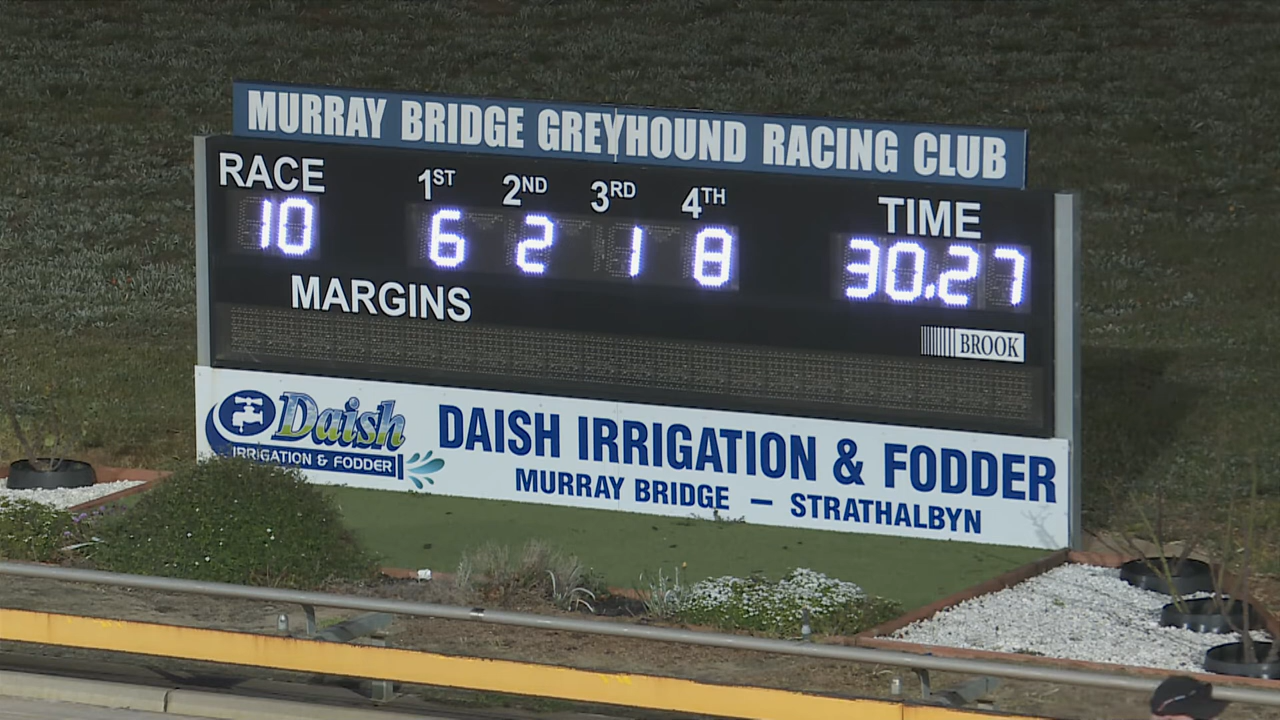 MURRAY BRIDGE GREYHOUND RACING CLUB
RACE 1ST 2ND 3RD 4TH TIME
10 6 2 1 8 30.27
MARGINS
BROOK
Daish
IRRIGATION & FODDER
DAISH IRRIGATION & FODDER
MURRAY BRIDGE – STRATHALBYN